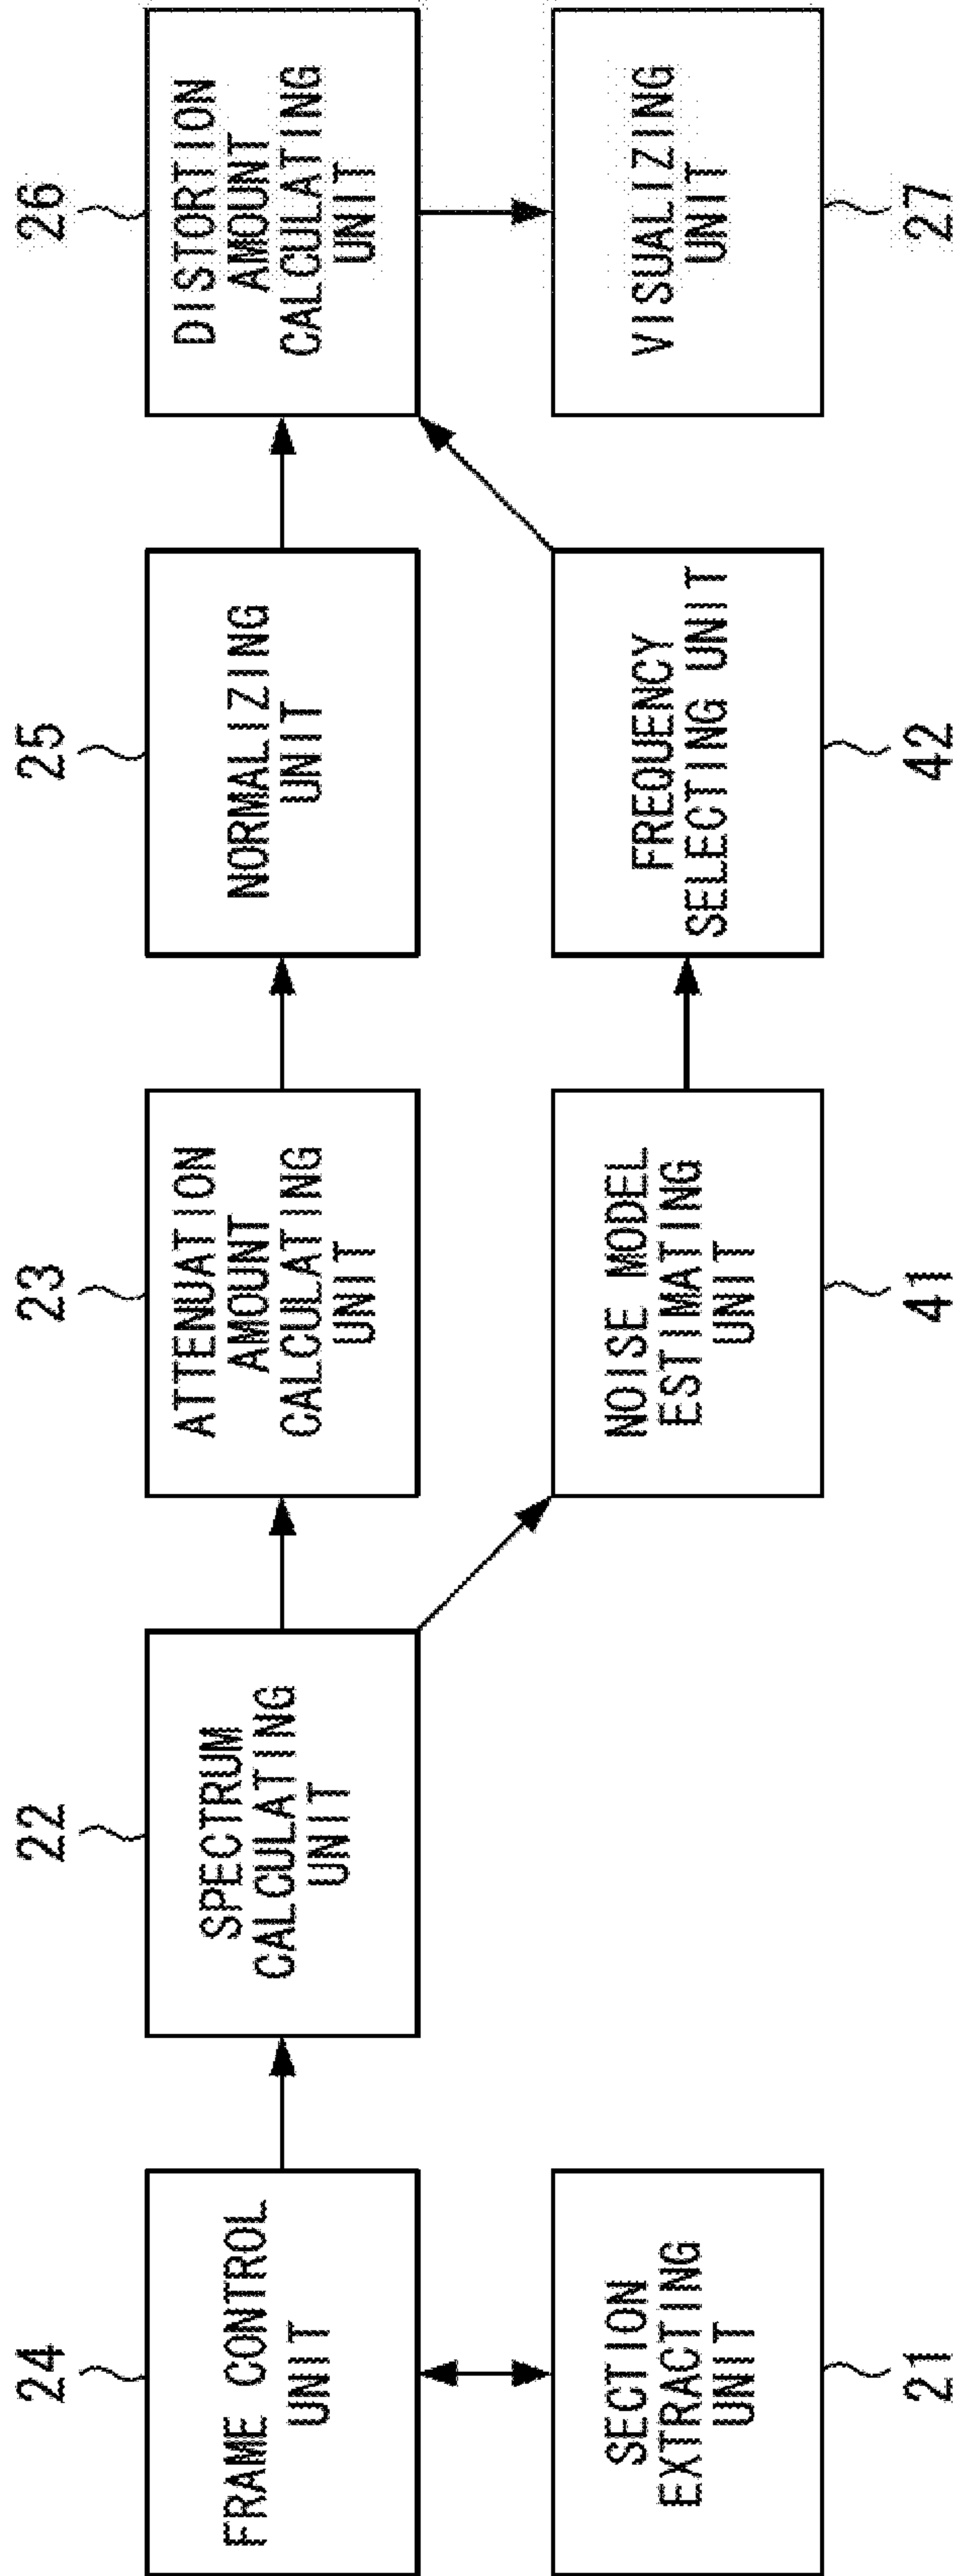 24
FRAME CONTROL
UNIT
22
SPECTRUM
CALCULATING
UNIT
23
ATTENUATION
AMOUNT
CALCULATING
UNIT
25
NORMALIZING
UNIT
26
DISTORTION
AMOUNT
CALCULATING
UNIT
SECTION
EXTRACTING
UNIT
21
NOISE MODEL
ESTIMATING
UNIT
41
FREQUENCY
SELECTING UNIT
42
VISUALIZING
UNIT
27